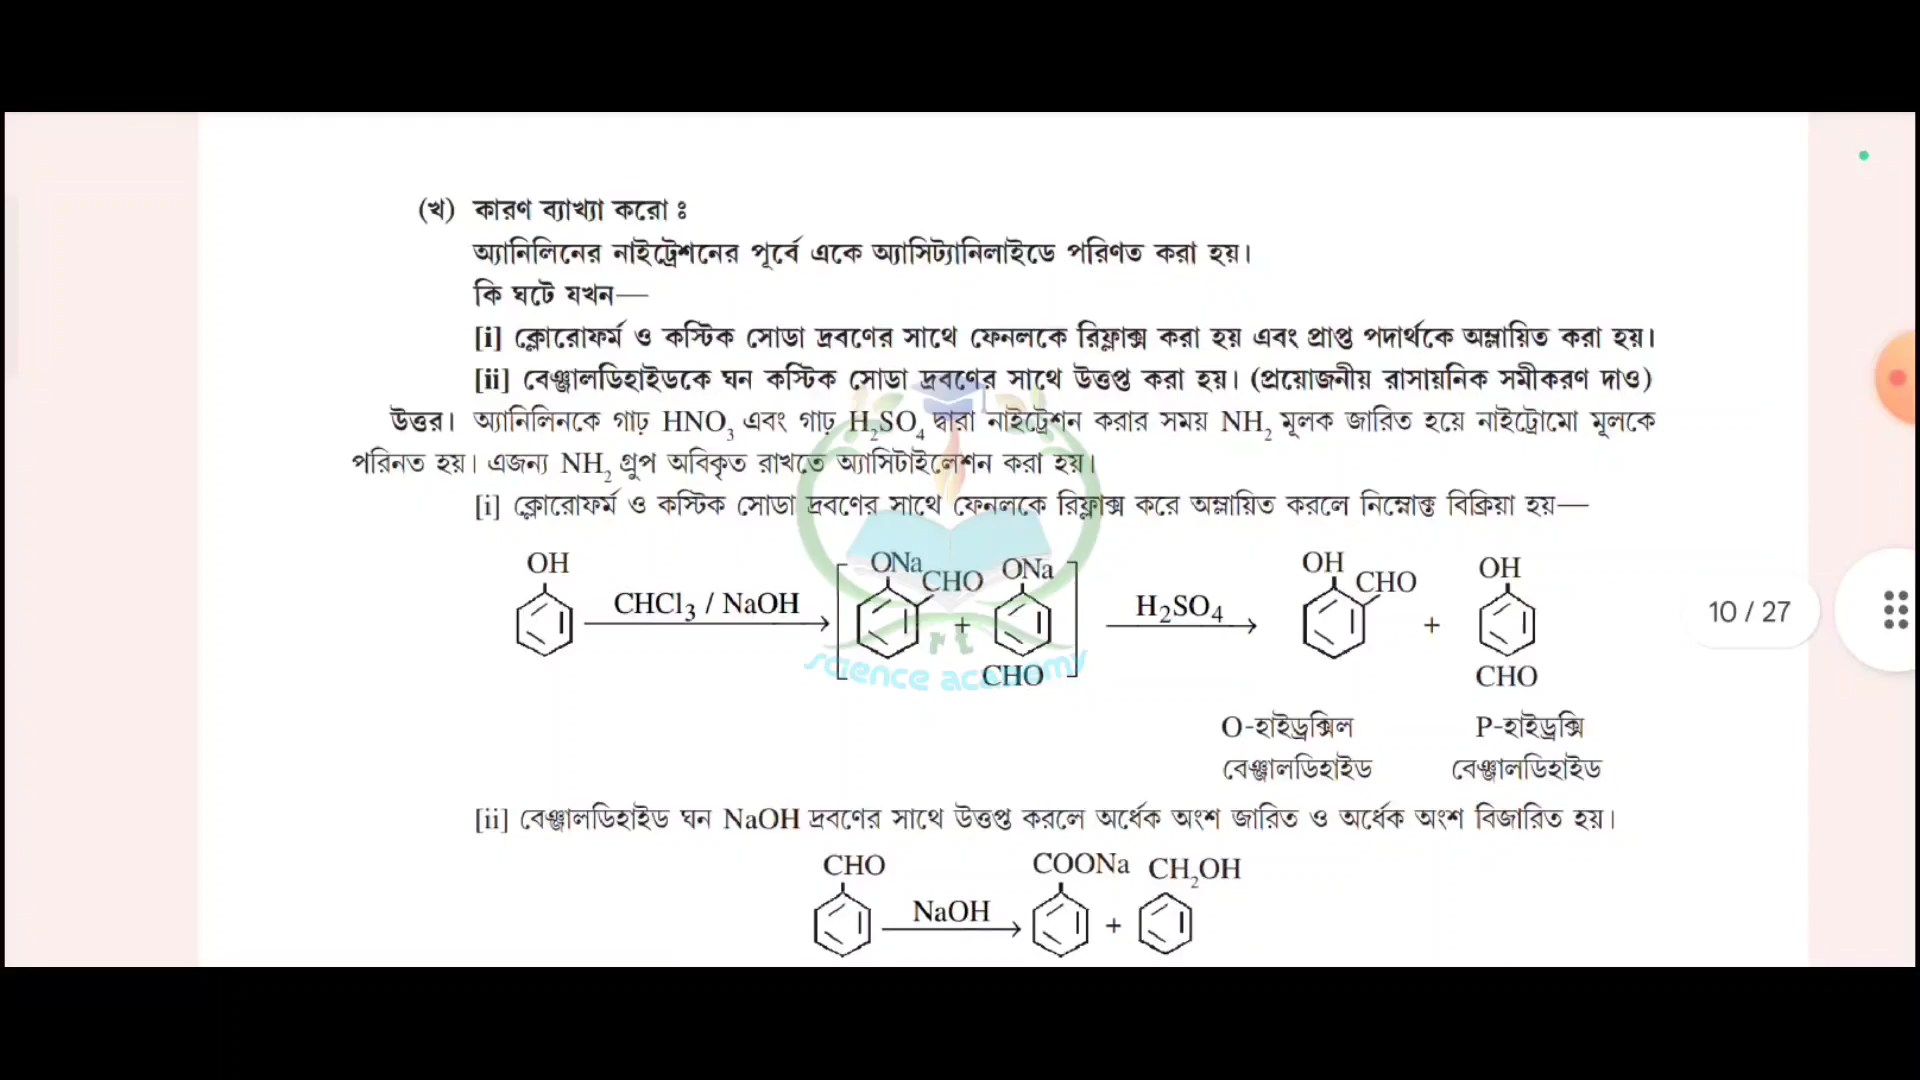 (খ) কারণ ব্যাখ্যা করো ঃ
অ্যানিলিনের নাইট্রেশনের পূর্বে একে অ্যাসিট্যানিলাইডে পরিণত করা হয়।
কি ঘটে যখন—
[i] ক্লোরোফর্ম ও কস্টিক সোডা দ্রবণের সাথে ফেনলকে রিফ্লাক্স করা হয় এবং প্রাপ্ত পদার্থকে অম্লায়িত করা হয়।
[ii] বেঞ্জালডিহাইডকে ঘন কস্টিক সোডা দ্রবণের সাথে উত্তপ্ত করা হয়। (প্রয়োজনীয় রাসায়নিক সমীকরণ দাও)
উত্তর। অ্যানিলিনকে গাঢ় HNO3 এবং গাঢ় H2SO4 দ্বারা নাইট্রেশন করার সময় NH2 মূলক জারিত হয়ে নাইট্রোমো মূলকে
পরিনত হয়। এজন্য NH2 গ্রুপ অবিকৃত রাখতে অ্যাসিটাইলেশন করা হয়।
[i] ক্লোরোফর্ম ও কস্টিক সোডা দ্রবণের সাথে ফেনলকে রিফ্লাক্স করে অম্লায়িত করলে নিম্নোক্ত বিক্রিয়া হয়—
OH ONa CHO ONa OH CHO OH
CHCl3 / NaOH + H2SO4 + 10 / 27
CHO CHO
rt
science academy
O-হাইড্রক্সিল P-হাইড্রক্সি
বেঞ্জালডিহাইড বেঞ্জালডিহাইড
[ii] বেঞ্জালডিহাইড ঘন NaOH দ্রবণের সাথে উত্তপ্ত করলে অর্ধেক অংশ জারিত ও অর্ধেক অংশ বিজারিত হয়।
CHO COONa CH2OH
NaOH +